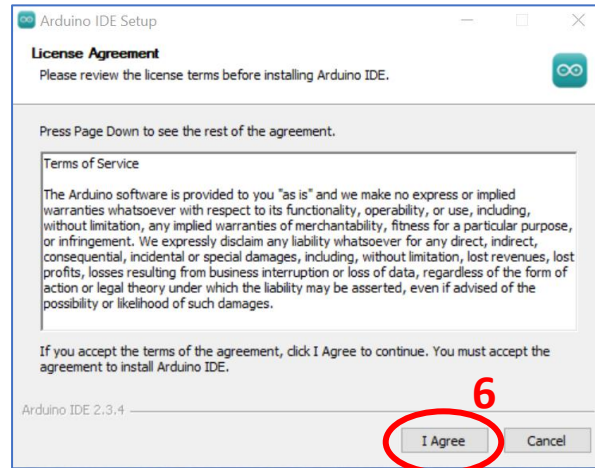 Arduino IDE Setup
License Agreement
Please review the license terms before installing Arduino IDE.
Press Page Down to see the rest of the agreement.
Terms of Service
The Arduino software is provided to you "as is" and we make no express or implied
warranties whatsoever with respect to its functionality, operability, or use, including,
without limitation, any implied warranties of merchantability, fitness for a particular purpose,
or infringement. We expressly disclaim any liability whatsoever for any direct, indirect,
consequential, incidental or special damages, including, without limitation, lost revenues, lost
profits, losses resulting from business interruption or loss of data, regardless of the form of
action or legal theory under which the liability may be asserted, even if advised of the
possibility or likelihood of such damages.
If you accept the terms of the agreement, click I Agree to continue. You must accept the
agreement to install Arduino IDE.
6
Arduino IDE 2.3.4
I Agree Cancel